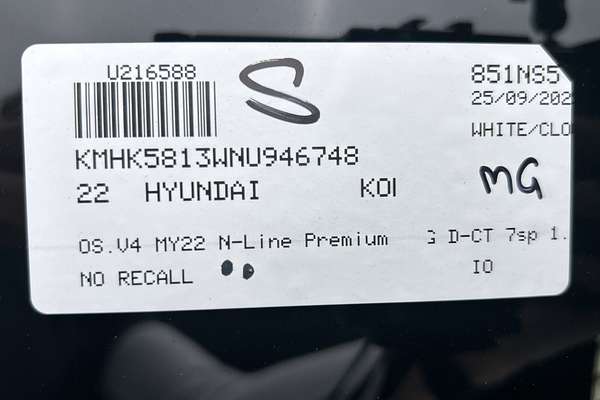 U216588
S
851NS5
25/09/202
WHITE/CLO
KMHK5813WNU946748
22 HYUNDAI KO
MG
OS.V4 MY22 N-Line Premium G D-CT 7sp 1.
NO RECALL
IO